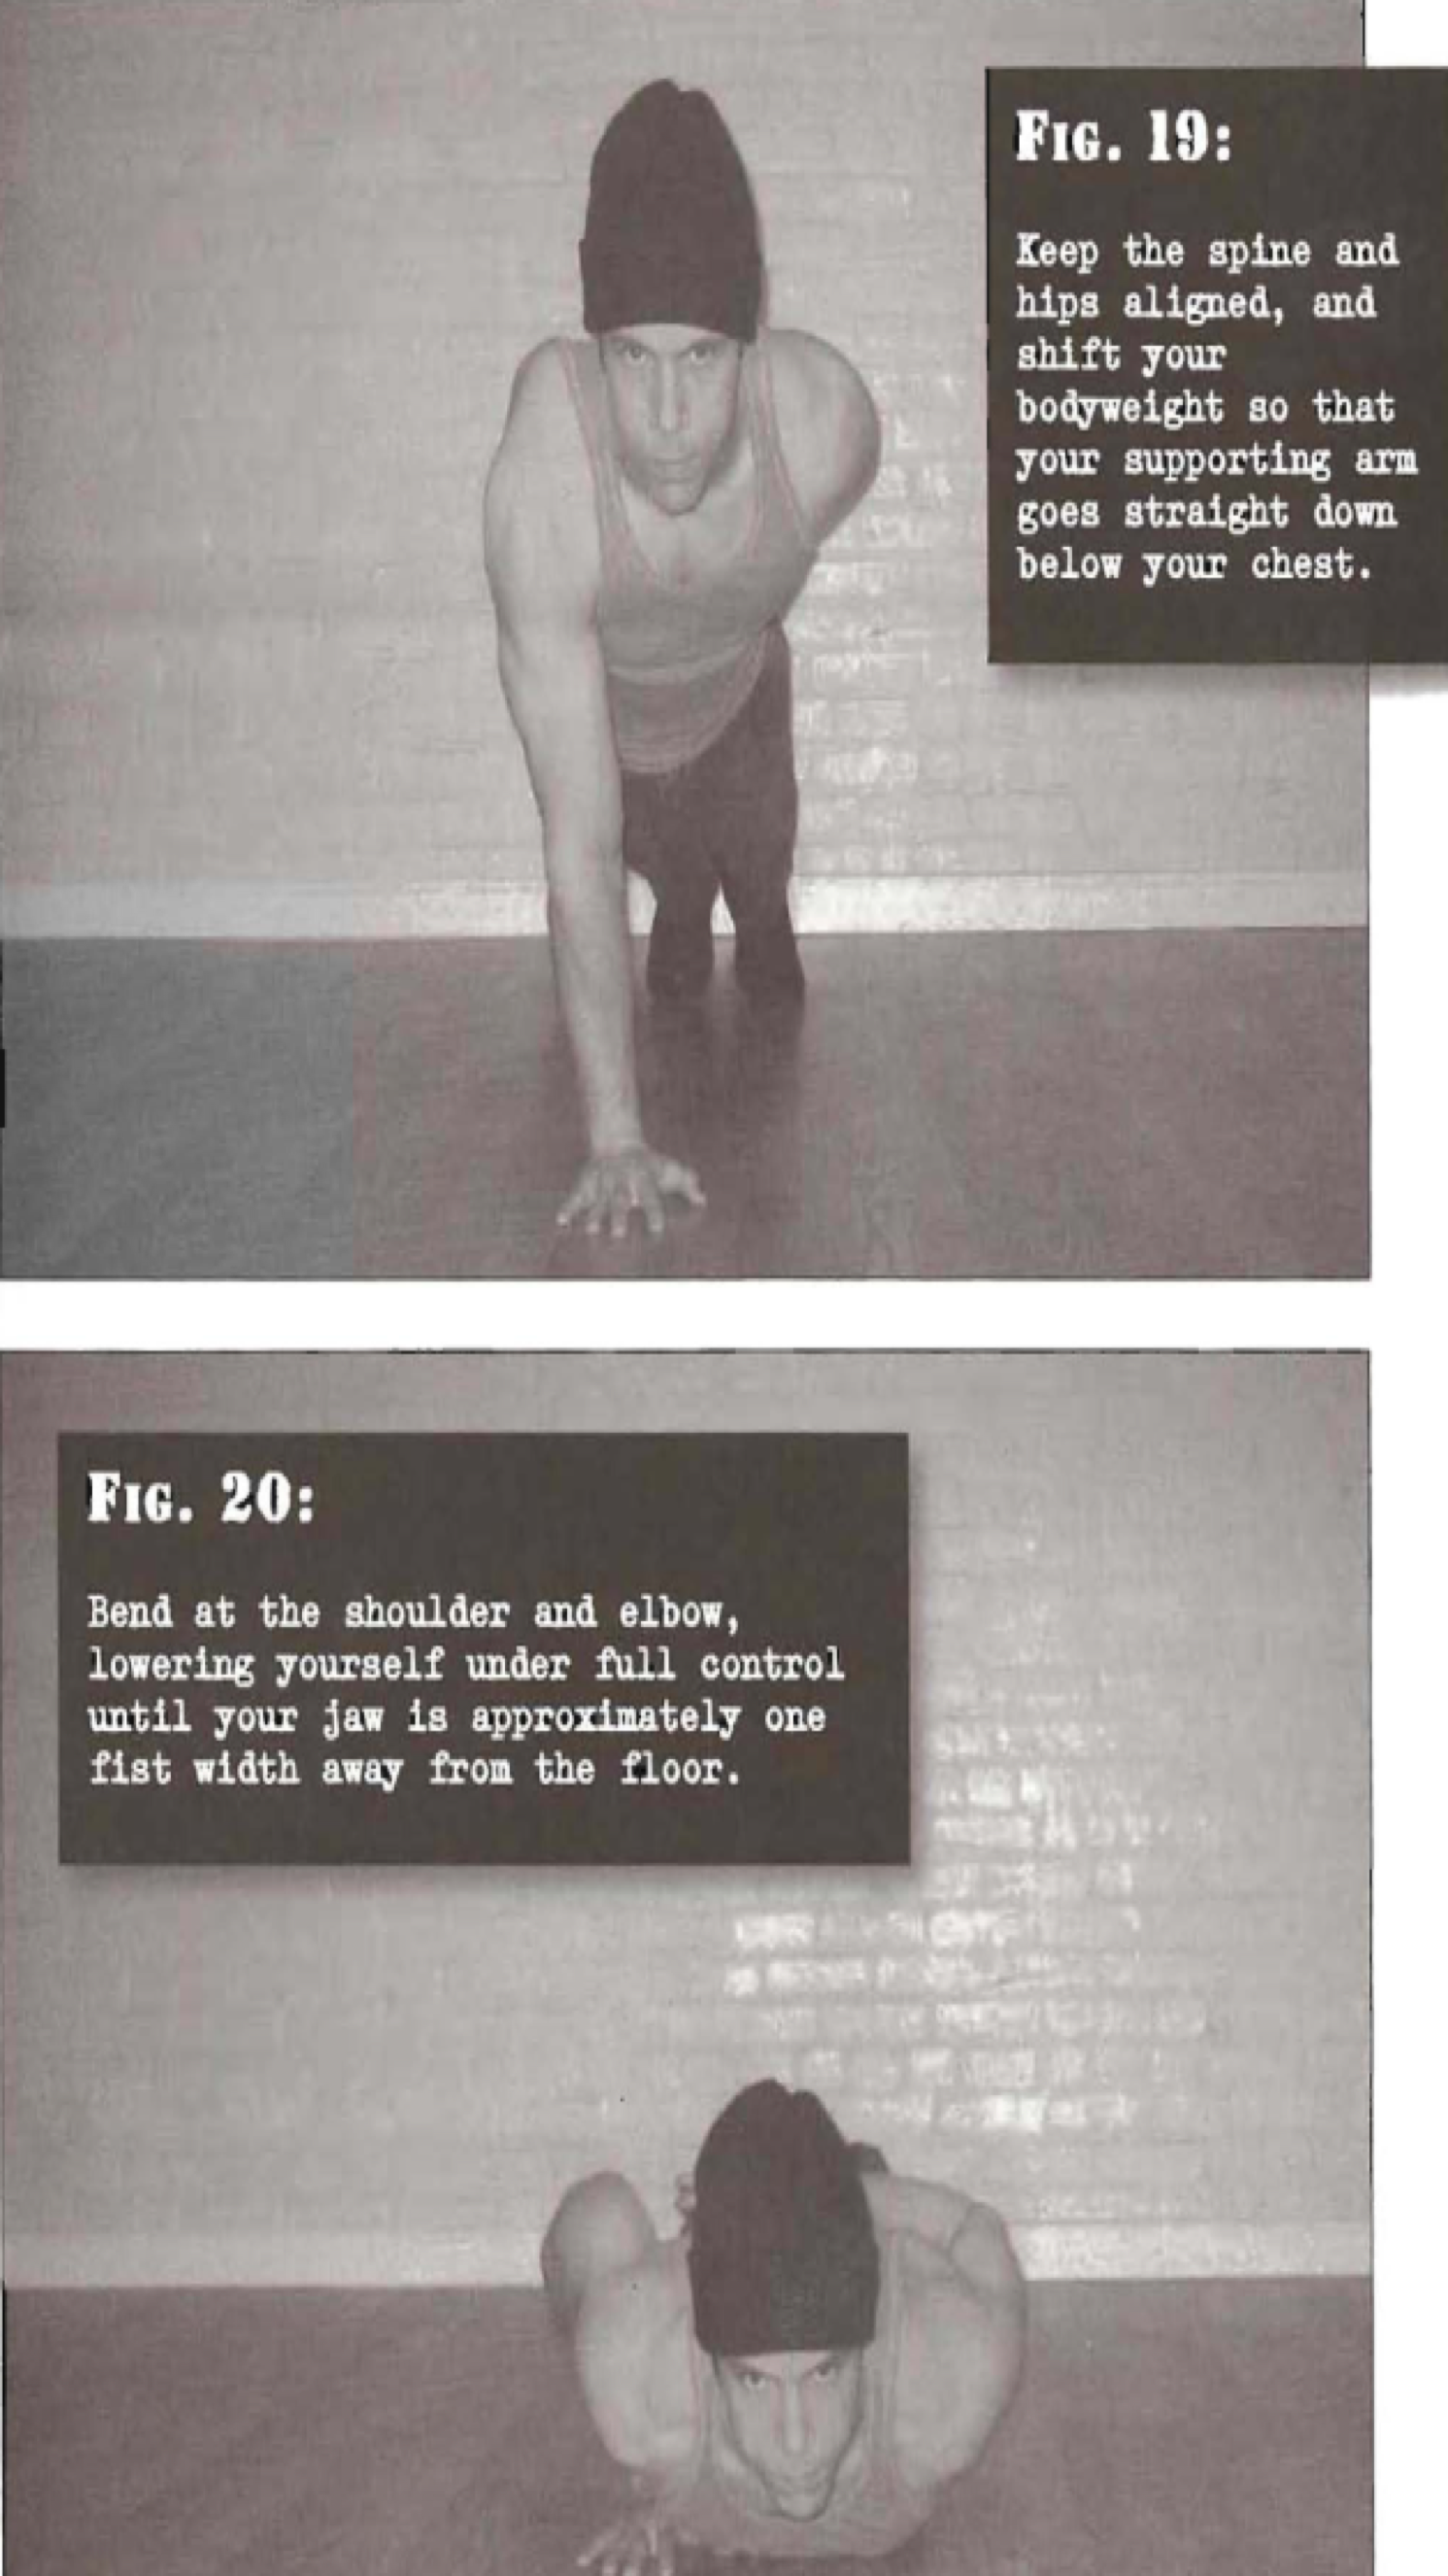 FIG. 19:
Keep the spine and
hips aligned, and
shift your
bodyweight so that
your supporting arm
goes straight down
below your chest.
FIG. 20:
Bend at the shoulder and elbow,
lowering yourself under full control
until your jaw is approximately one
fist width away from the floor.